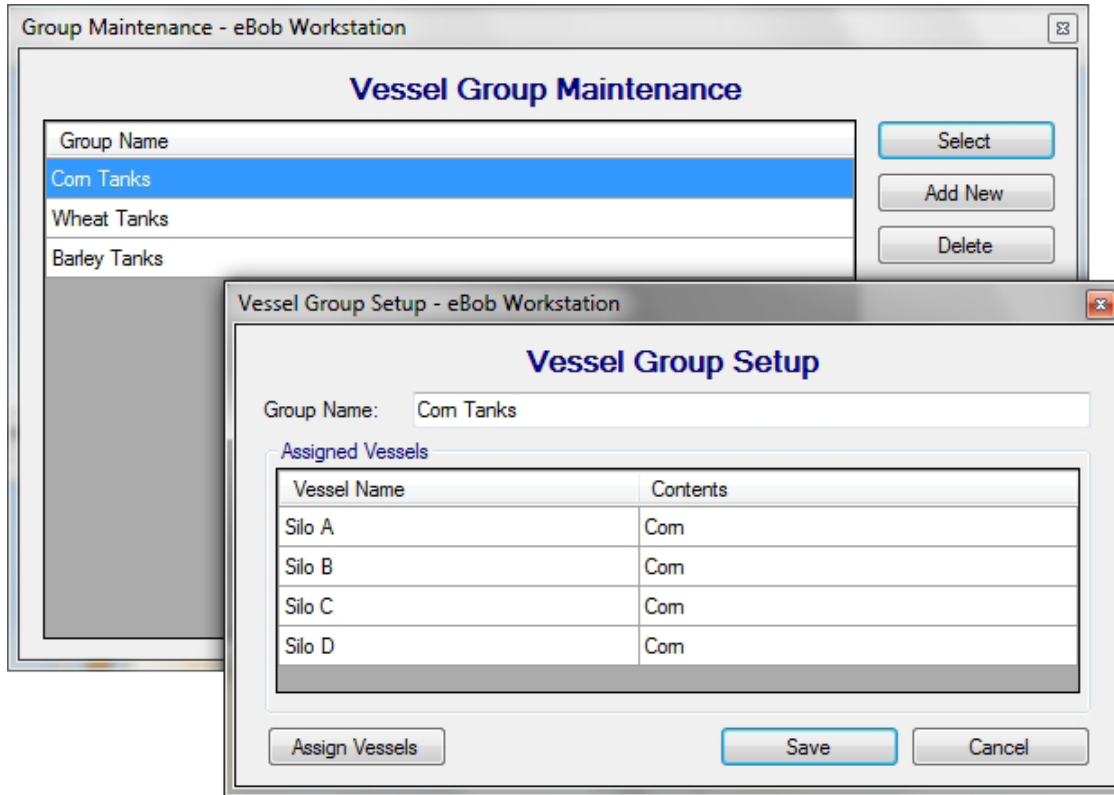 Group Maintenance - eBob Workstation
Vessel Group Maintenance
Group Name
Corn Tanks
Wheat Tanks
Barley Tanks
Select
Add New
Delete
Vessel Group Setup - eBob Workstation
Vessel Group Setup
Group Name: Corn Tanks
Assigned Vessels
Vessel Name Contents
Silo A Corn
Silo B Corn
Silo C Corn
Silo D Corn
Assign Vessels Save Cancel